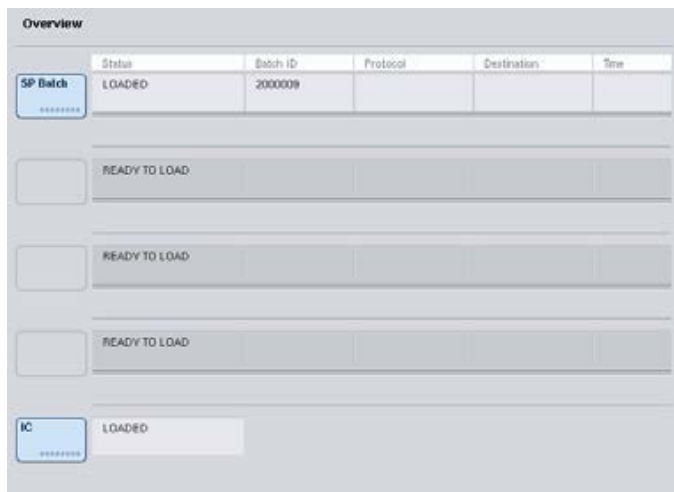 Overview
Status Batch ID Protocol Destination Time
SP Batch LOADED 2000009
READY TO LOAD
READY TO LOAD
READY TO LOAD
IC LOADED